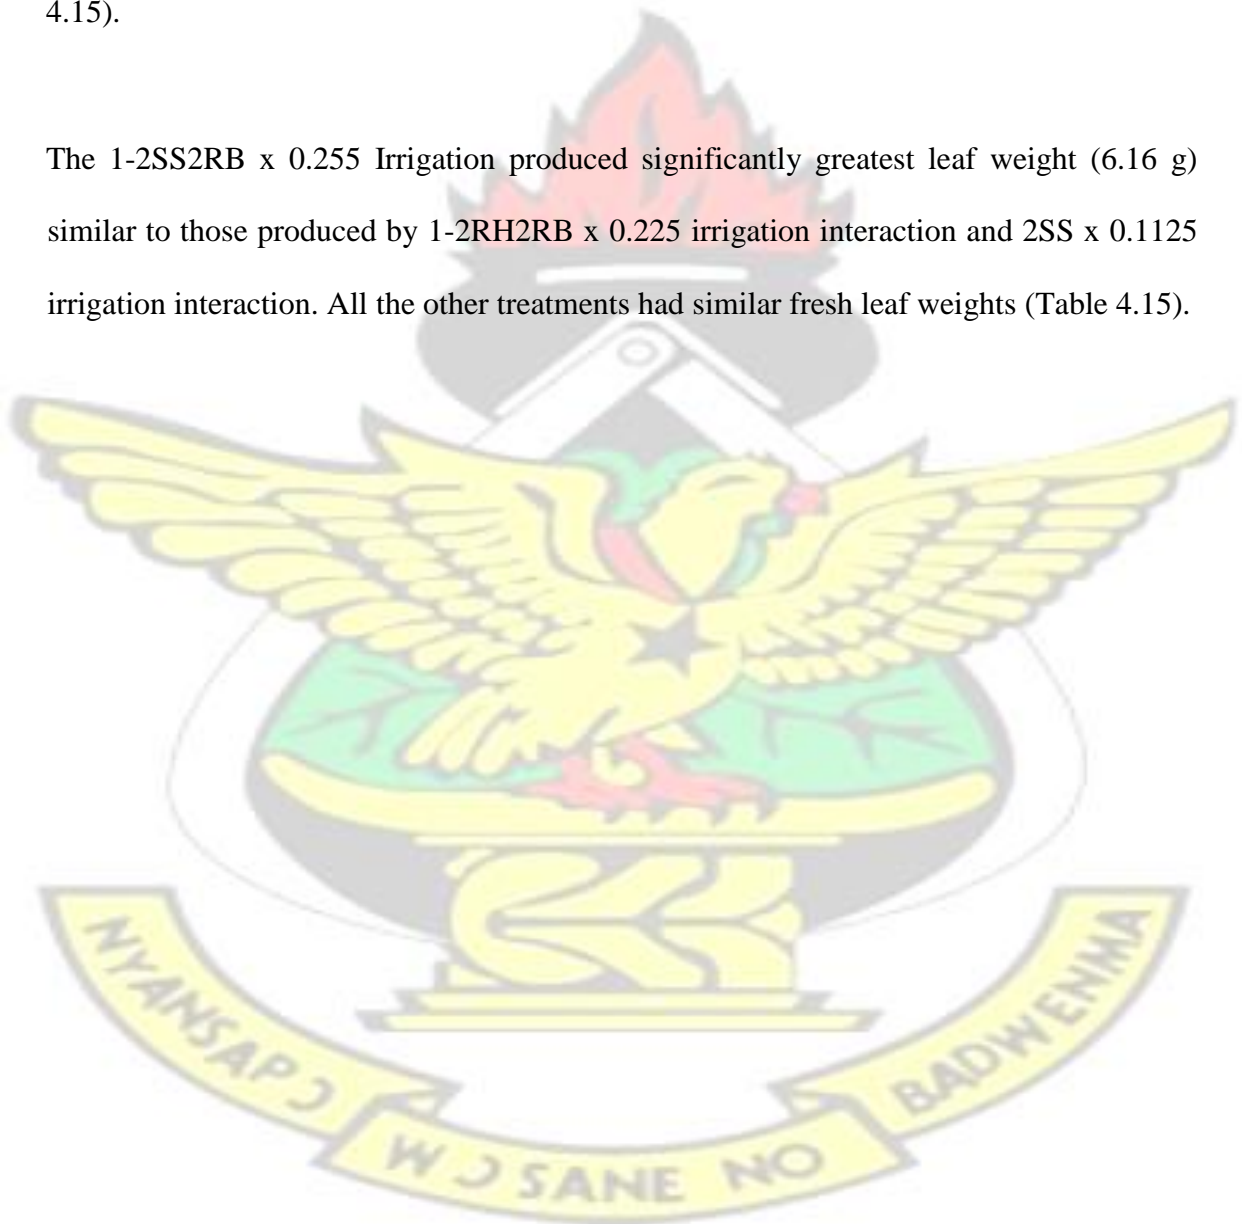 4.15).
The 1-2SS2RB x 0.255 Irrigation produced significantly greatest leaf weight (6.16 g)
similar to those produced by 1-2RH2RB x 0.225 irrigation interaction and 2SS x 0.1125
irrigation interaction. All the other treatments had similar fresh leaf weights (Table 4.15).
NYANSAPƆ
WƆSANE NO
BADWENMA